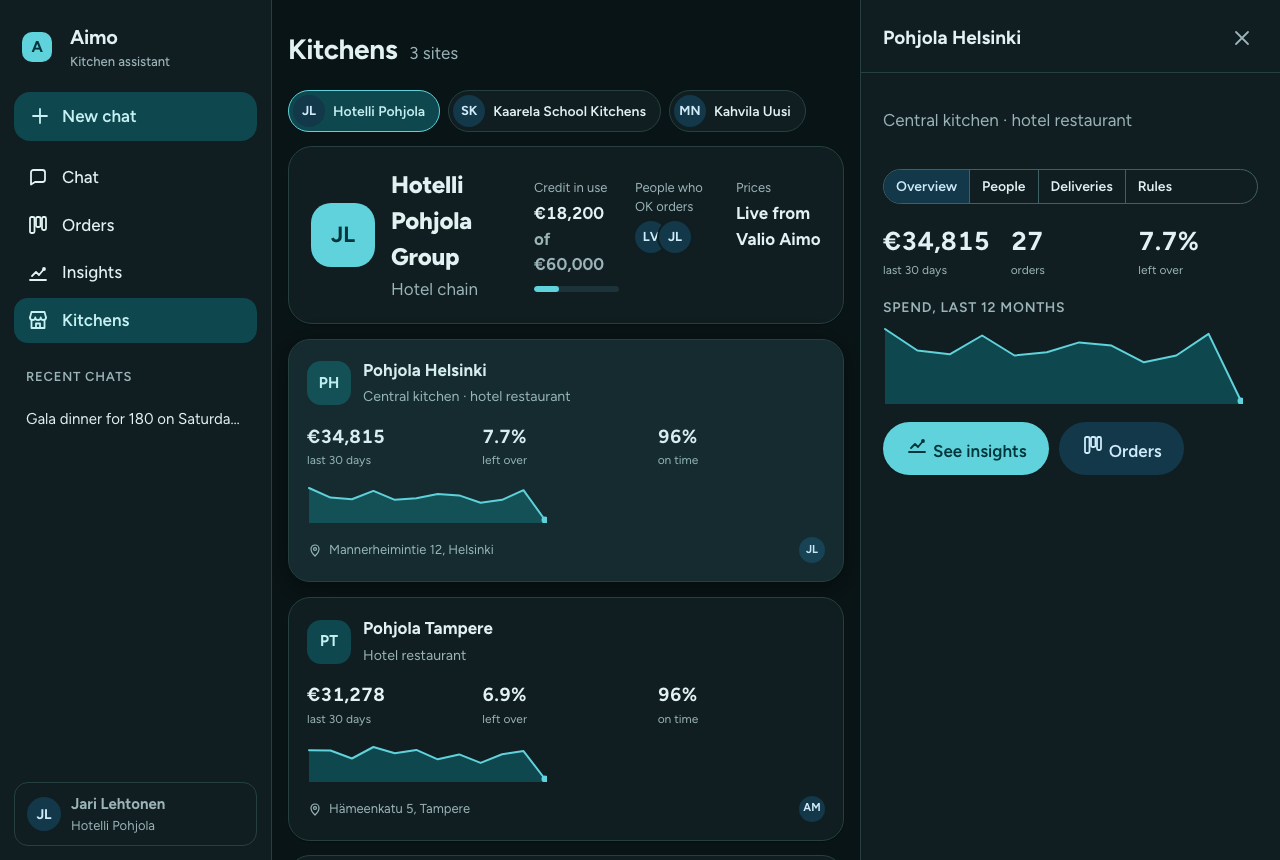 A
Aimo
Kitchen assistant
New chat
Chat
Orders
Insights
Kitchens
RECENT CHATS
Gala dinner for 180 on Saturda...
JL
Jari Lehtonen
Hotelli Pohjola
Kitchens 3 sites
JL Hotelli Pohjola
SK Kaarela School Kitchens
MN Kahvila Uusi
JL
Hotelli
Pohjola
Group
Hotel chain
Credit in use
€18,200
of
€60,000
People who
OK orders
LV JL
Prices
Live from
Valio Aimo
PH
Pohjola Helsinki
Central kitchen · hotel restaurant
€34,815 7.7% 96%
last 30 days left over on time
Mannerheimintie 12, Helsinki JL
PT
Pohjola Tampere
Hotel restaurant
€31,278 6.9% 96%
last 30 days left over on time
Hämeenkatu 5, Tampere AM
Pohjola Helsinki
Central kitchen · hotel restaurant
Overview People Deliveries Rules
€34,815 27 7.7%
last 30 days orders left over
SPEND, LAST 12 MONTHS
See insights Orders